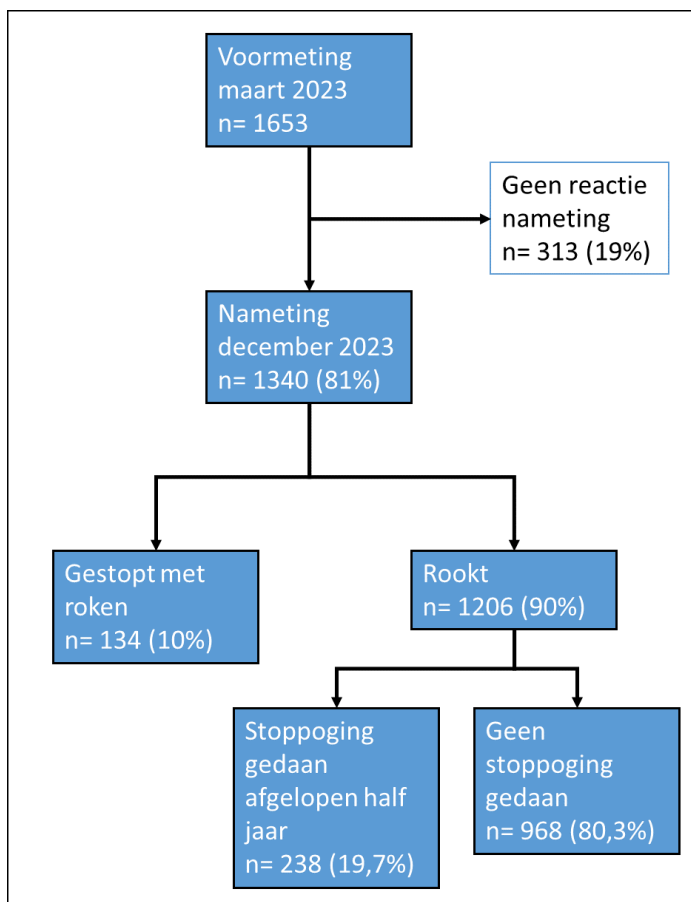 Voormeting
maart 2023
n= 1653
Geen reactie
nameting
n= 313 (19%)
Nameting
december 2023
n= 1340 (81%)
Gestopt met
roken
n= 134 (10%)
Rookt
n= 1206 (90%)
Stoppoging
gedaan
afgelopen half
jaar
n= 238 (19,7%)
Geen
stoppoging
gedaan
n= 968 (80,3%)